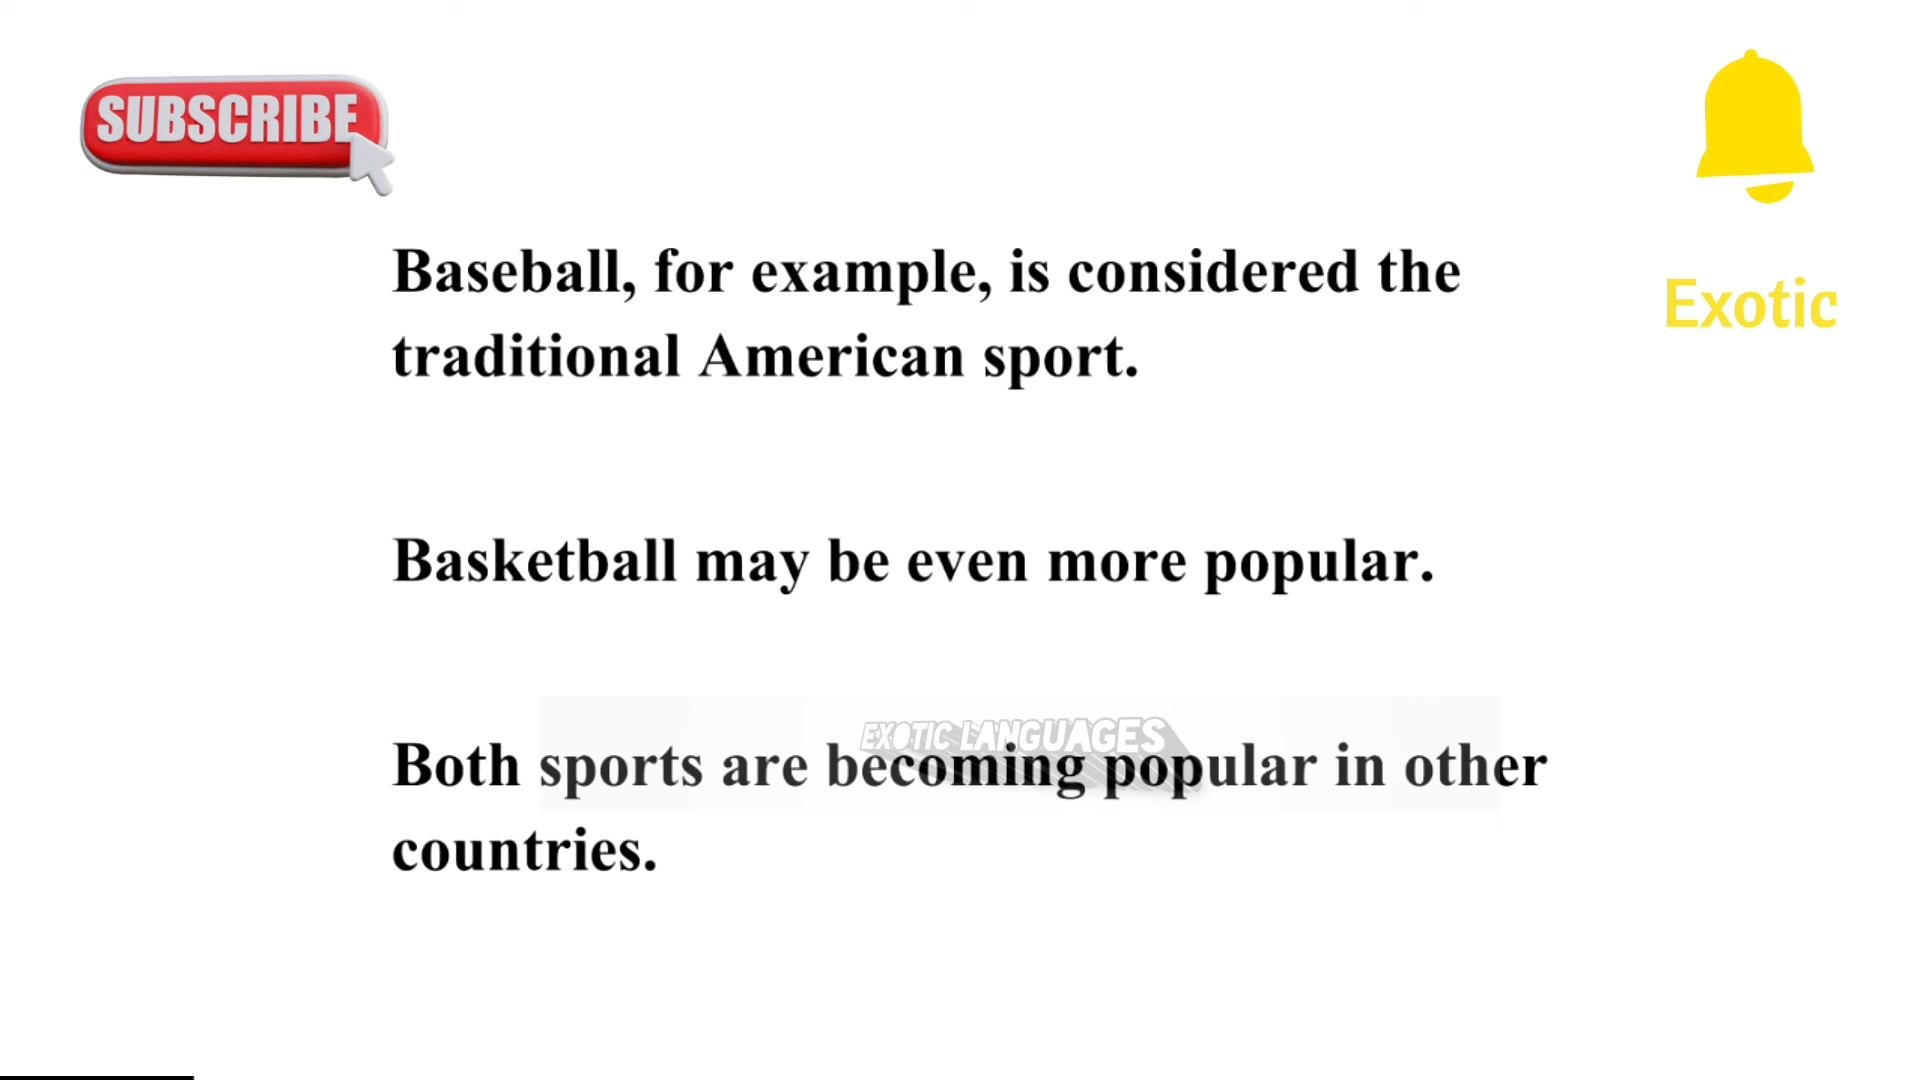 SUBSCRIBE
Exotic
Baseball, for example, is considered the
traditional American sport.
Basketball may be even more popular.
EXOTIC LANGUAGES
Both sports are becoming popular in other
countries.